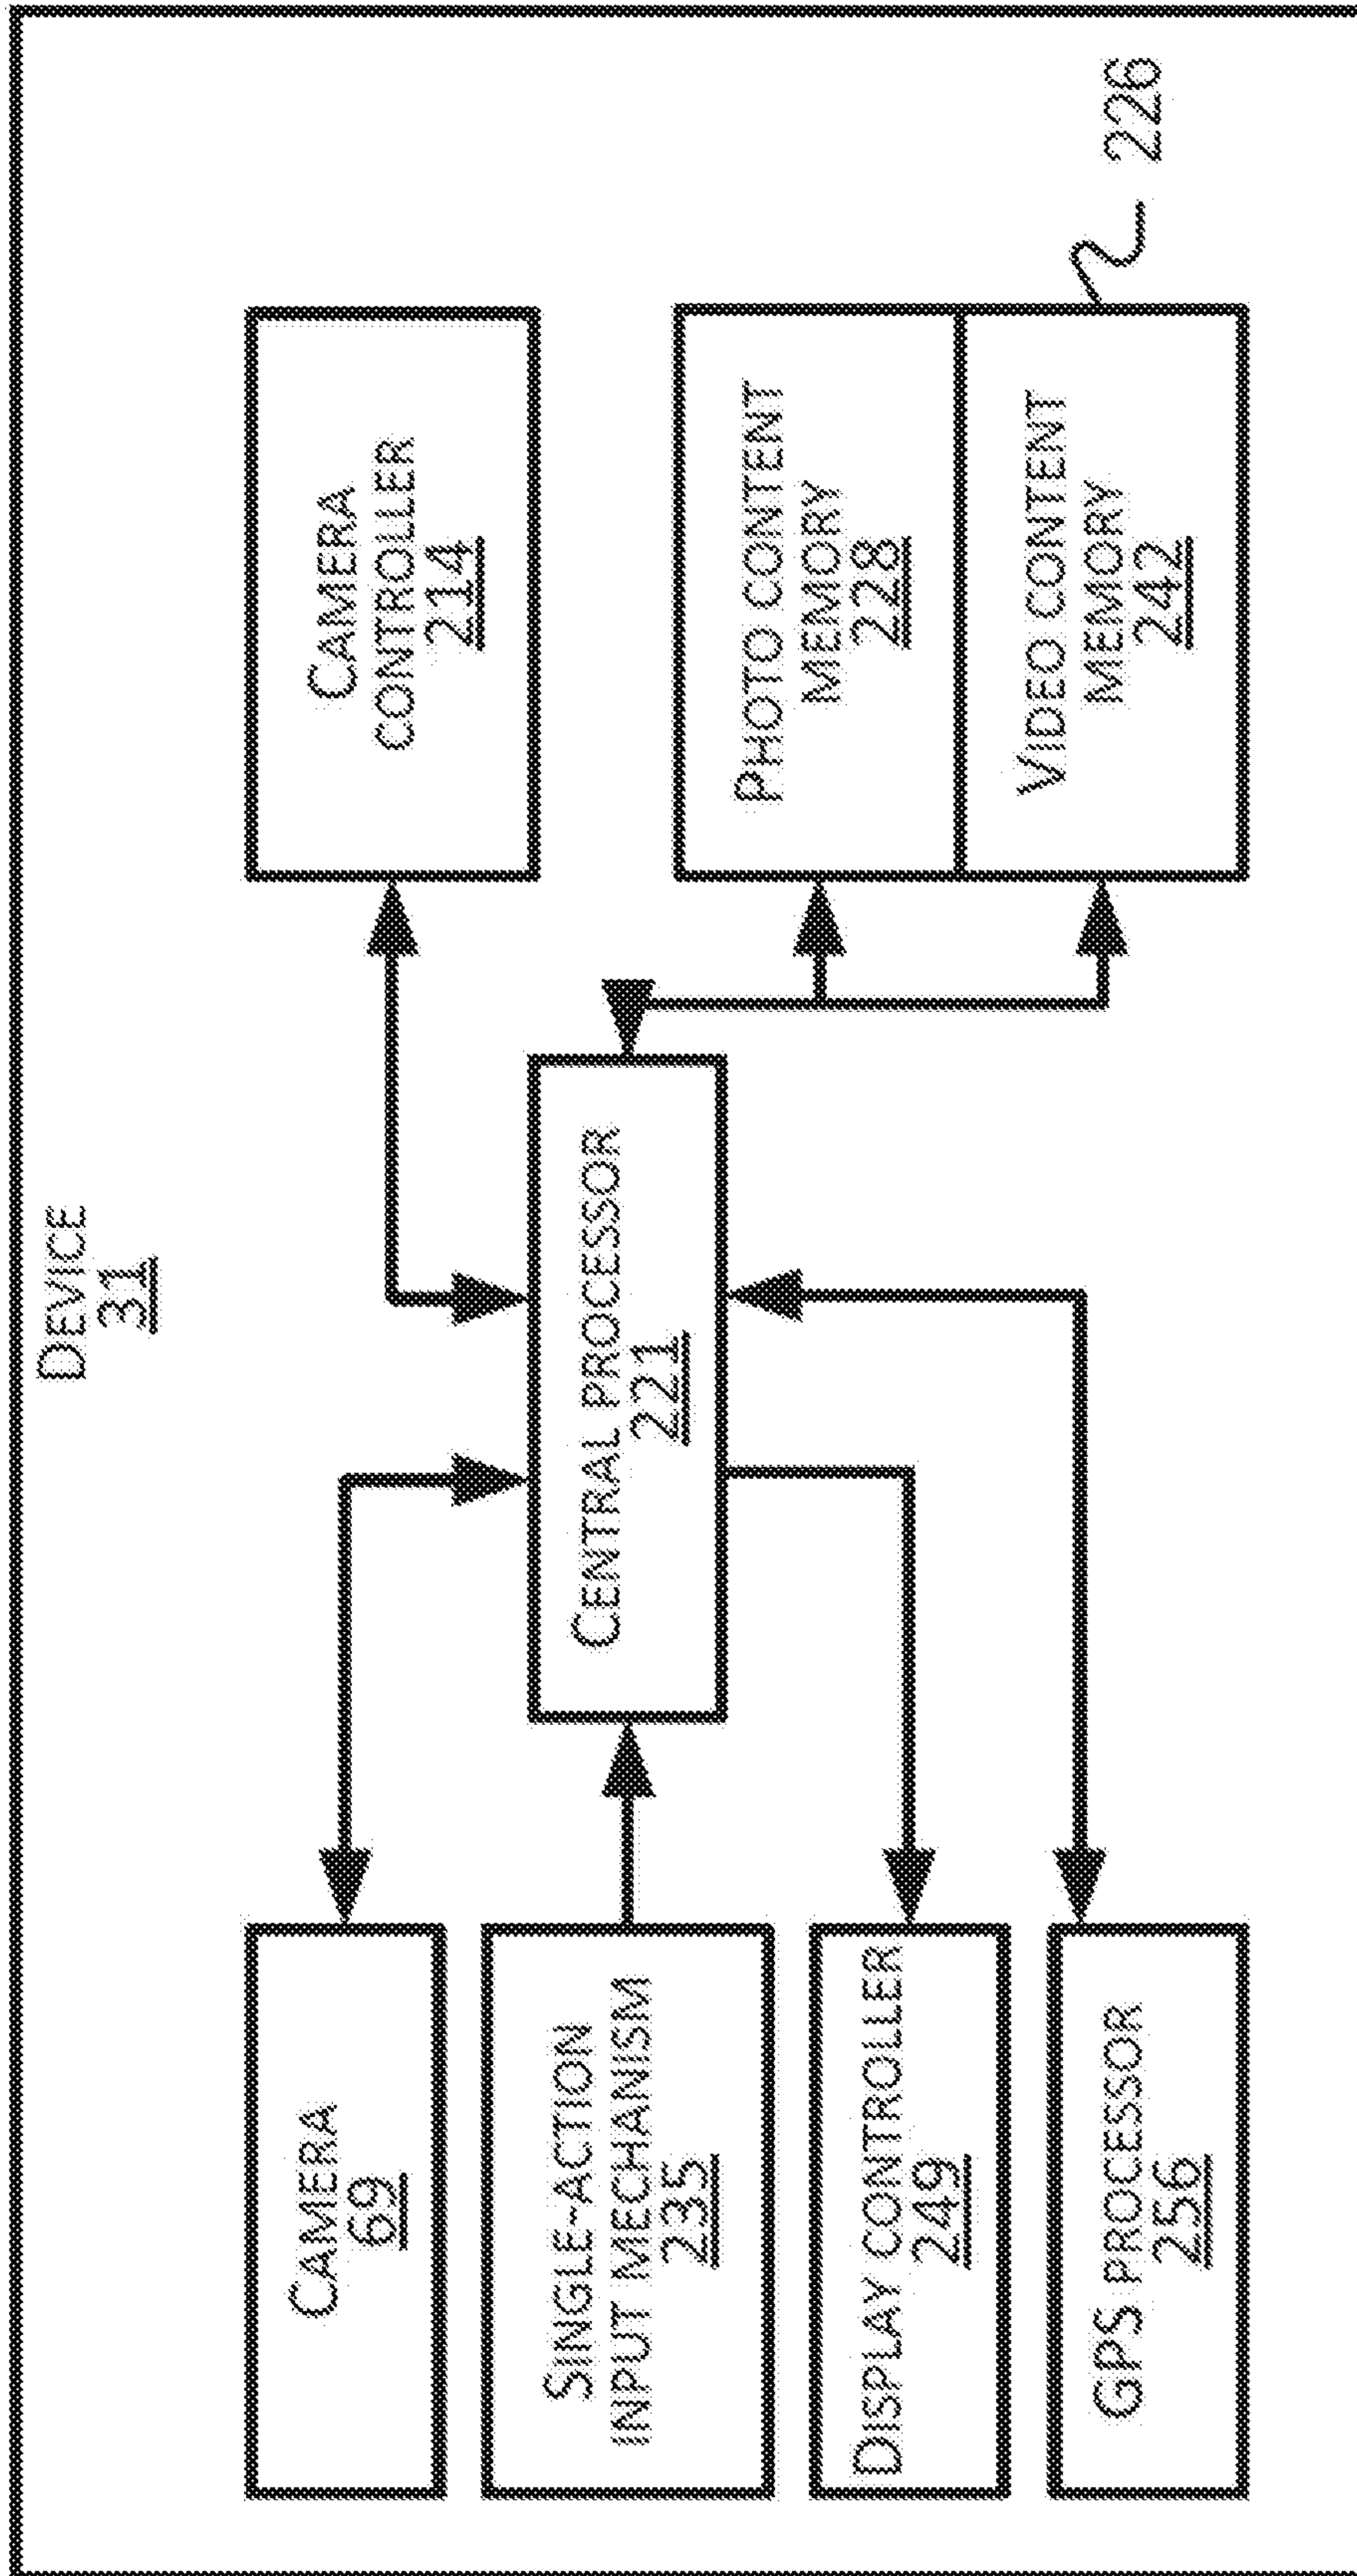 DEVICE
31
CAMERA
69
SINGLE-ACTION
INPUT MECHANISM
235
DISPLAY CONTROLLER
249
GPS PROCESSOR
256
CENTRAL PROCESSOR
221
CAMERA
CONTROLLER
214
PHOTO CONTENT
MEMORY
228
VIDEO CONTENT
MEMORY
242
226